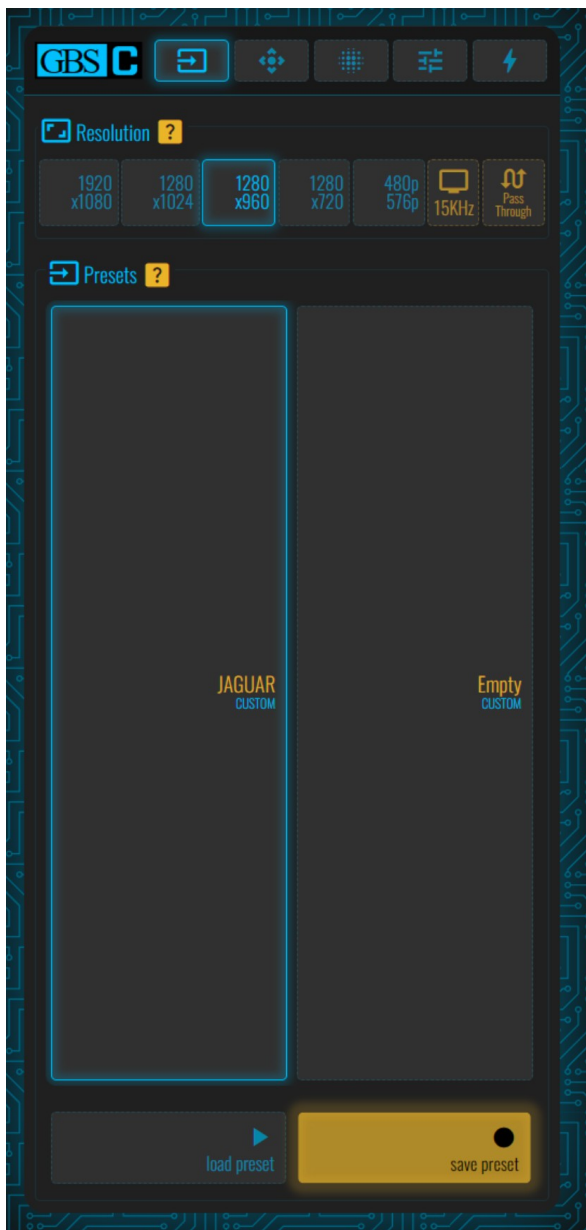 GBS C
Resolution ?
1920
x1080
1280
x1024
1280
x960
1280
x720
480p
576p
15KHz
Pass
Through
Presets ?
JAGUAR
CUSTOM
Empty
CUSTOM
load preset
save preset